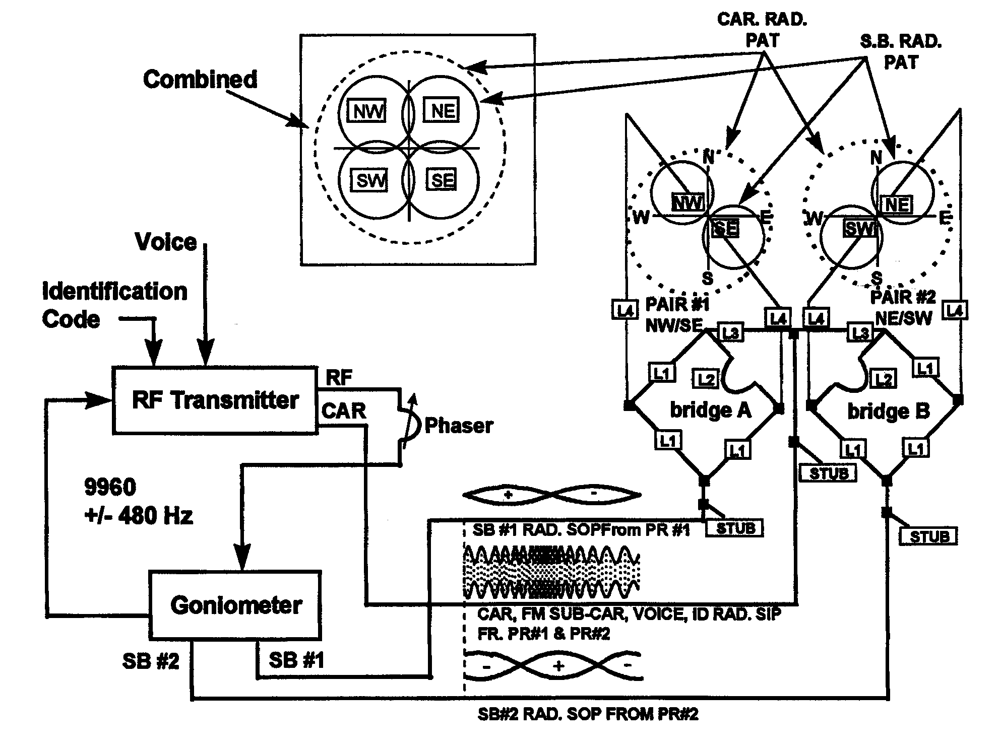 CAR. RAD.
PAT
S.B. RAD.
PAT
Combined
NW
NE
SW
SE
N
NW
W
E
SE
S
N
NE
W
E
SW
S
Voice
Identification
Code
L4
PAIR #1
NW/SE
L4
L4
PAIR #2
NE/SW
L4
L3
L3
RF Transmitter
RF
CAR
Phaser
L1
L2
L2
L1
bridge A
bridge B
L1
L1
L1
L1
STUB
9960
+/- 480 Hz
+
-
SB #1 RAD. SOPFrom PR #1
STUB
STUB
Goniometer
CAR, FM SUB-CAR, VOICE, ID RAD. SIP
FR. PR#1 & PR#2
SB #2
SB #1
-
+
-
SB#2 RAD. SOP FROM PR#2